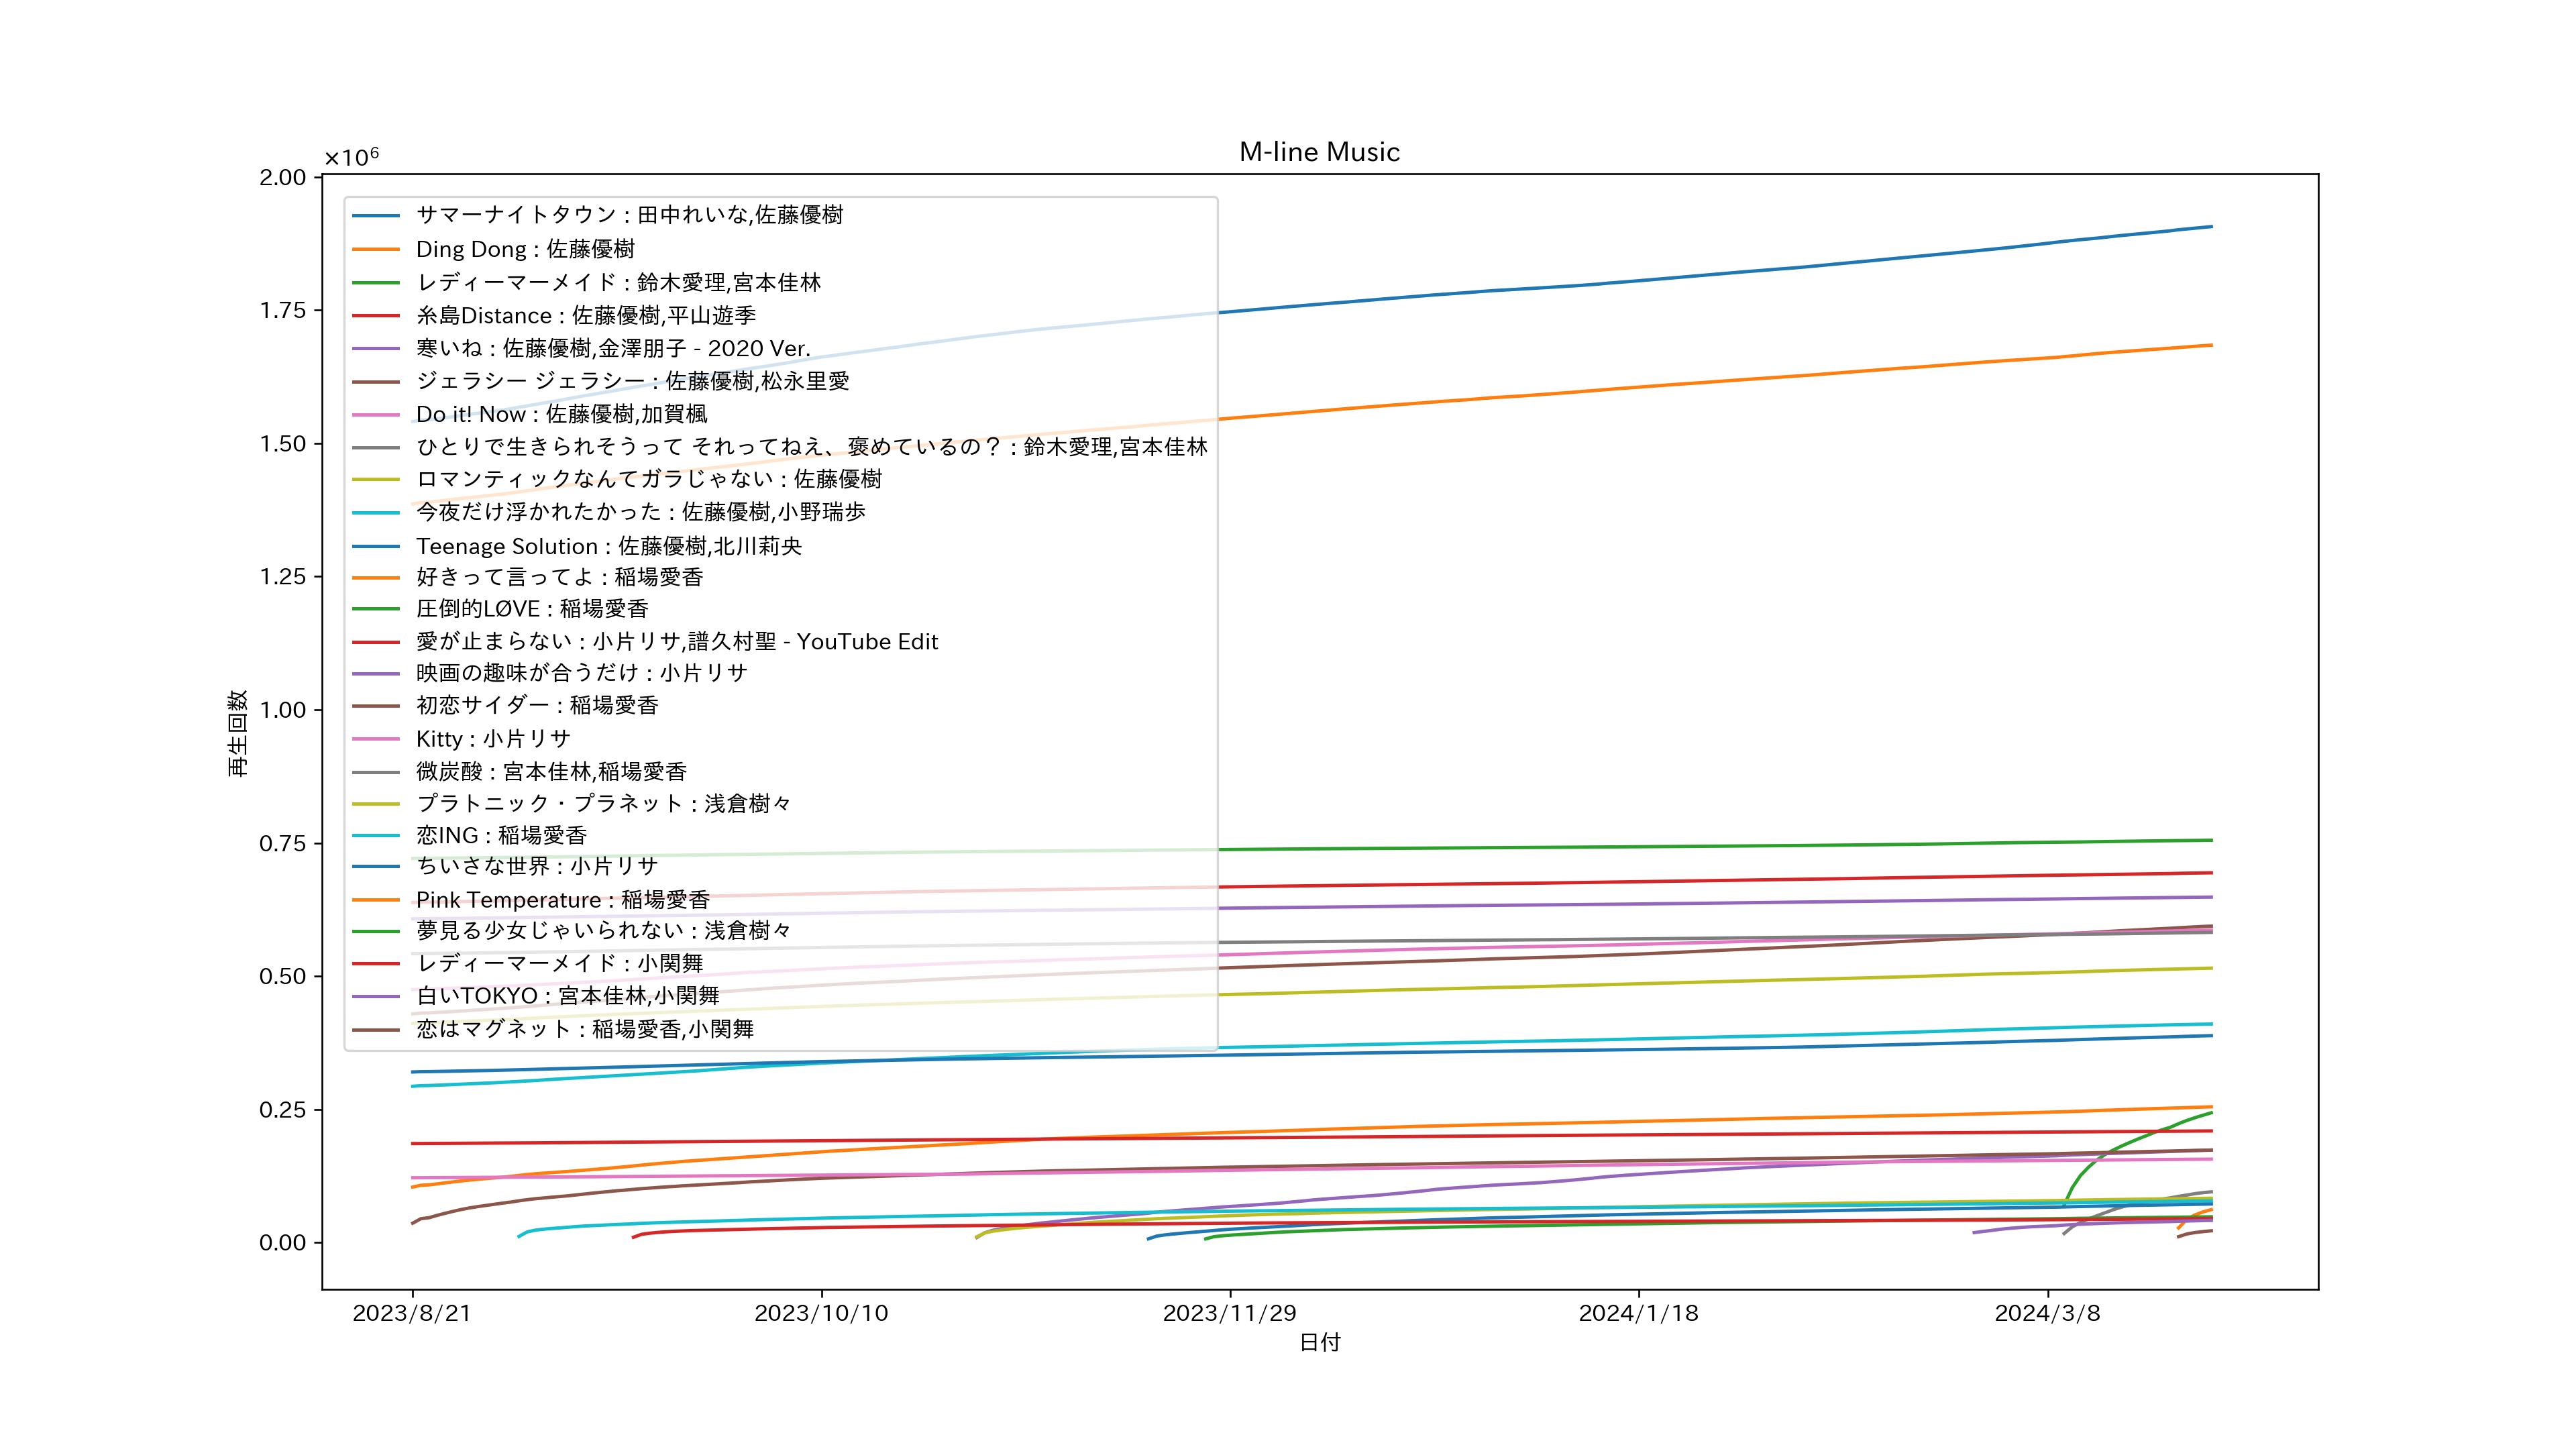 M-line Music
×10⁶
2.00
1.75
1.50
1.25
1.00
0.75
0.50
0.25
0.00
再生回数
サマーナイトタウン : 田中れいな,佐藤優樹
Ding Dong : 佐藤優樹
レディーマーメイド : 鈴木愛理,宮本佳林
糸島Distance : 佐藤優樹,平山遊季
寒いね : 佐藤優樹,金澤朋子 - 2020 Ver.
ジェラシー ジェラシー : 佐藤優樹,松永里愛
Do it! Now : 佐藤優樹,加賀楓
ひとりで生きられそうって それってねえ、褒めているの？ : 鈴木愛理,宮本佳林
ロマンティックなんてガラじゃない : 佐藤優樹
今夜だけ浮かれたかった : 佐藤優樹,小野瑞歩
Teenage Solution : 佐藤優樹,北川莉央
好きって言ってよ : 稲場愛香
圧倒的LØVE : 稲場愛香
愛が止まらない : 小片リサ,譜久村聖 - YouTube Edit
映画の趣味が合うだけ : 小片リサ
初恋サイダー : 稲場愛香
Kitty : 小片リサ
微炭酸 : 宮本佳林,稲場愛香
プラトニック・プラネット : 浅倉樹々
恋ING : 稲場愛香
ちいさな世界 : 小片リサ
Pink Temperature : 稲場愛香
夢見る少女じゃいられない : 浅倉樹々
レディーマーメイド : 小関舞
白いTOKYO : 宮本佳林,小関舞
恋はマグネット : 稲場愛香,小関舞
2023/8/21
2023/10/10
2023/11/29
2024/1/18
2024/3/8
日付